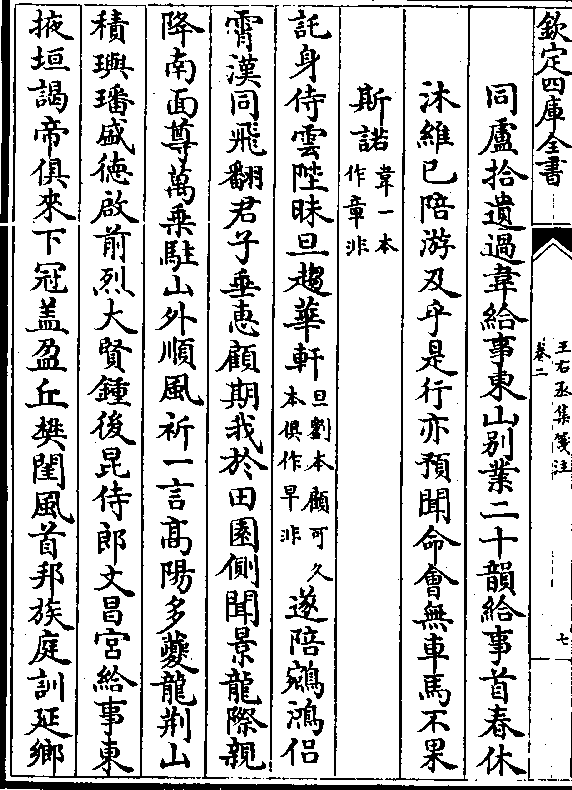 欽定四庫全書
王右丞集箋注
卷二
七
同盧拾遺過韋給事東山別業二十韻給事首春休
沐維已陪游及乎是行亦預聞命會無車馬不果
斯諾韋一本作章非
託身侍雲陛昧旦趨華軒旦劉本顧可久本俱作早非遂陪鵷鴻侣
霄漢同飛翻君子垂惠顧期我於田園側聞景龍際親
降南面尊萬乗駐山外順風祈一言髙陽多夔龍荆山
積璵璠盛徳啟前烈大賢鍾後昆侍郎文昌宫給事東
掖垣謁帝俱來下冠盖盈丘樊閨風首邦族庭訓延鄉